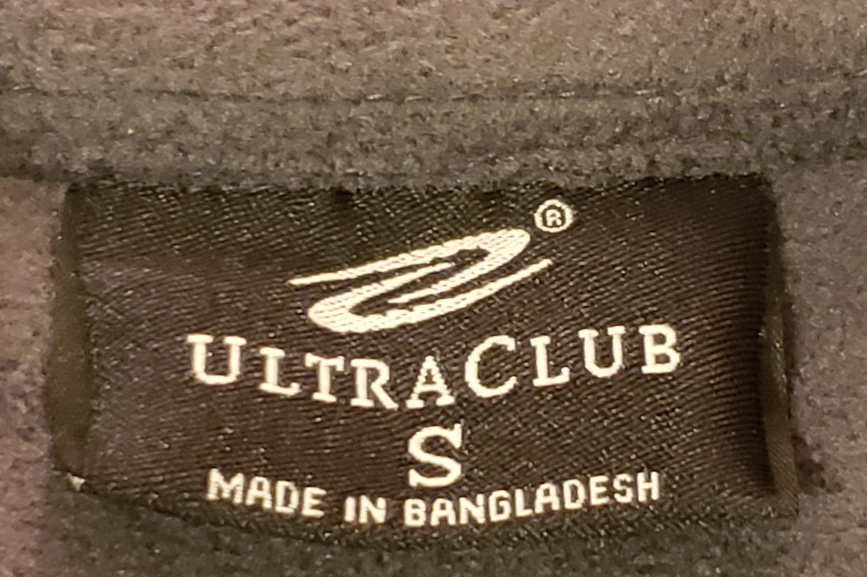 ®
ULTRACLUB
S
MADE IN BANGLADESH